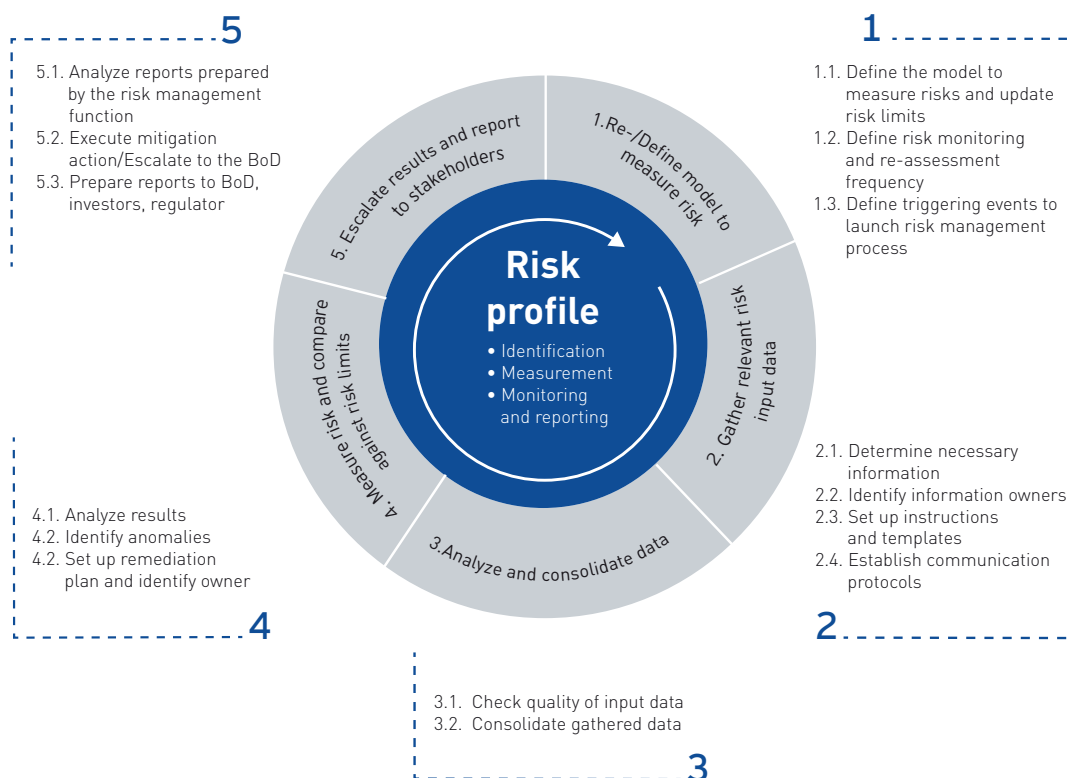 5
5.1. Analyze reports prepared
by the risk management
function
5.2. Execute mitigation
action/Escalate to the BoD
5.3. Prepare reports to BoD,
investors, regulator
1
1.1. Define the model to
measure risks and update
risk limits
1.2. Define risk monitoring
and re-assessment
frequency
1.3. Define triggering events to
launch risk management
process
5. Escalate results and report
to stakeholders
1.Re-/Define model to
measure risk
2. Gather relevant risk
input data
3.Analyze and consolidate data
4. Measure risk and compare
against risk limits
Risk
profile
• Identification
• Measurement
• Monitoring
and reporting
4.1. Analyze results
4.2. Identify anomalies
4.2. Set up remediation
plan and identify owner
4
2.1. Determine necessary
information
2.2. Identify information owners
2.3. Set up instructions
and templates
2.4. Establish communication
protocols
2
3.1. Check quality of input data
3.2. Consolidate gathered data
3